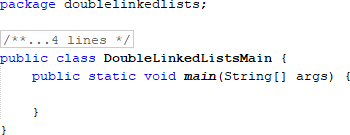 package doublelinkedlists;
/**...4 lines */
public class DoubleLinkedListsMain {
public static void main(String[] args) {
}
}